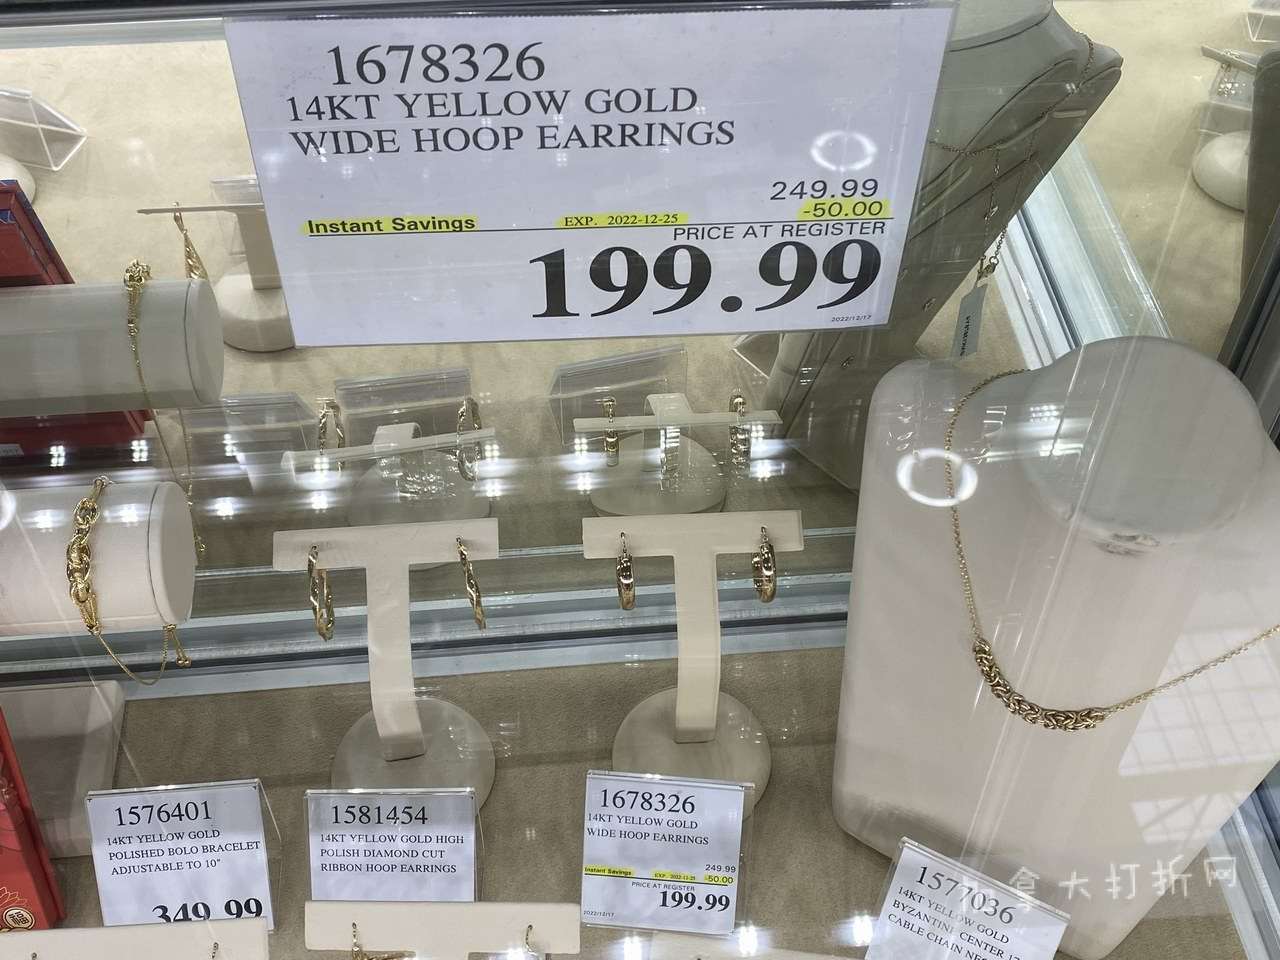 1678326
14KT YELLOW GOLD
WIDE HOOP EARRINGS
249.99
-50.00
Instant Savings EXP. 2022-12-25
PRICE AT REGISTER
199.99
2022/12/17
1576401
14KT YELLOW GOLD
POLISHED BOLO BRACELET
ADJUSTABLE TO 10"
349.99
1581454
14KT YELLOW GOLD HIGH
POLISH DIAMOND CUT
RIBBON HOOP EARRINGS
1678326
14KT YELLOW GOLD
WIDE HOOP EARRINGS
249.99
-50.00
Instant Savings EXP. 2022-12-25
PRICE AT REGISTER
199.99
2022/12/17
1577036
14KT YELLOW GOLD
BYZANTINE CENTER 17
CABLE CHAIN NEC
加拿大打折网
福